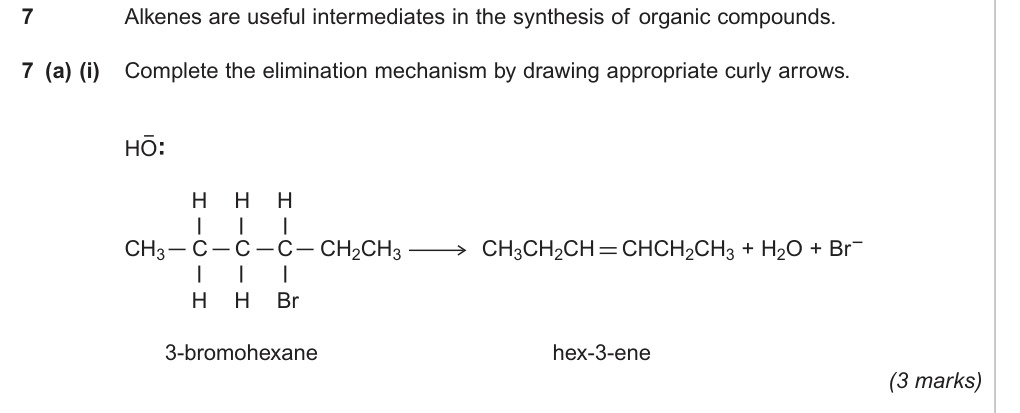 7 Alkenes are useful intermediates in the synthesis of organic compounds.
7 (a) (i) Complete the elimination mechanism by drawing appropriate curly arrows.
HŌ:
H H H
| | |
CH₃—C—C—C—CH₂CH₃ ⟶ CH₃CH₂CH=CHCH₂CH₃ + H₂O + Br⁻
| | |
H H Br
3-bromohexane hex-3-ene
(3 marks)